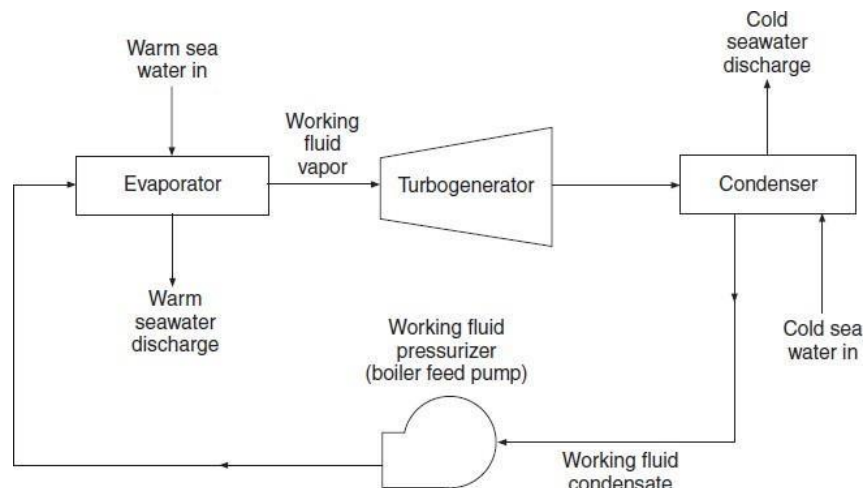 Warm sea
water in
Evaporator
Warm
seawater
discharge
Working
fluid
vapor
Turbogenerator
Cold
seawater
discharge
Condenser
Cold sea
water in
Working fluid
pressurizer
(boiler feed pump)
Working fluid
condensate